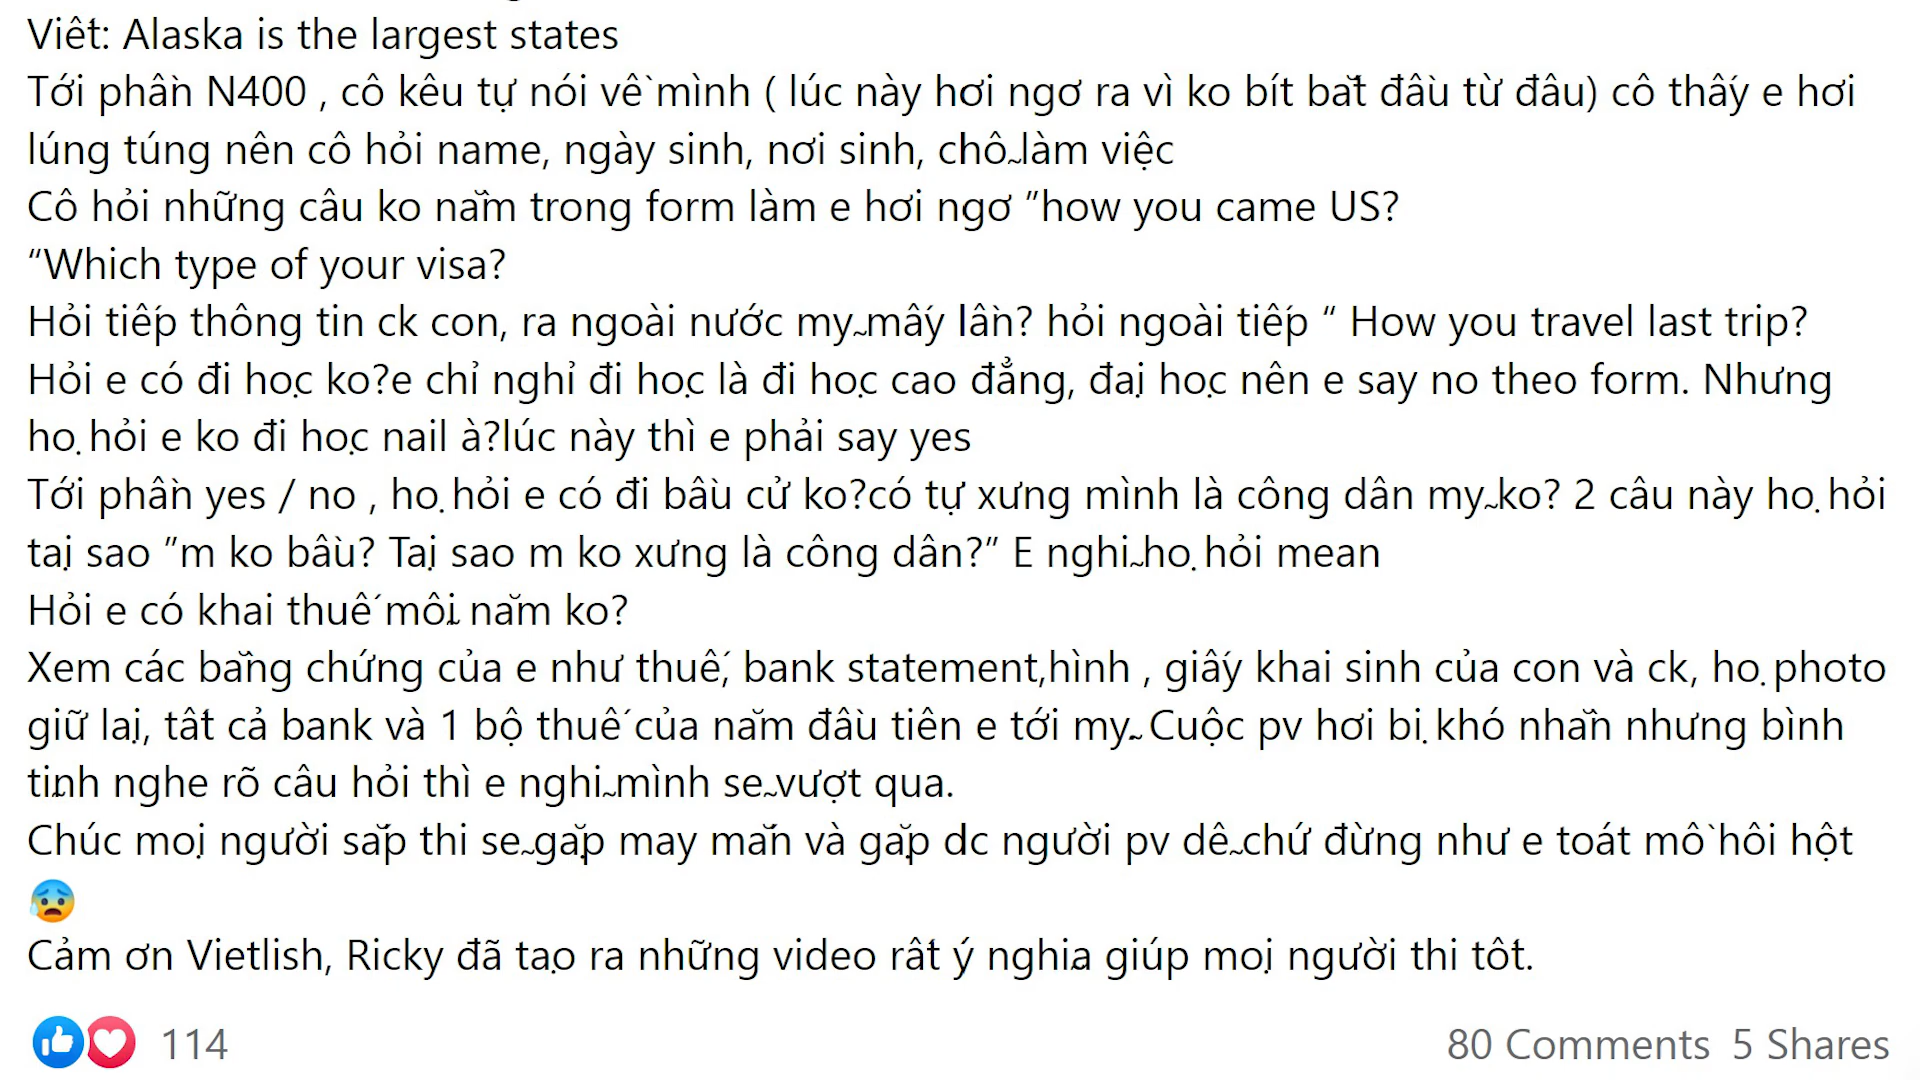 Viết: Alaska is the largest states
Tới phần N400 , cô kêu tự nói về mình ( lúc này hơi ngơ ra vì ko bít bắt đầu từ đâu) cô thấy e hơi
lúng túng nên cô hỏi name, ngày sinh, nơi sinh, chỗ làm việc
Cô hỏi những câu ko nằm trong form làm e hơi ngơ ”how you came US?
“Which type of your visa?
Hỏi tiếp thông tin ck con, ra ngoài nước mỹ mấy lần? hỏi ngoài tiếp “ How you travel last trip?
Hỏi e có đi học ko?e chỉ nghỉ đi học là đi học cao đẳng, đại học nên e say no theo form. Nhưng
họ hỏi e ko đi học nail à?lúc này thì e phải say yes
Tới phần yes / no , họ hỏi e có đi bầu cử ko?có tự xưng mình là công dân mỹ ko? 2 câu này họ hỏi
tại sao ”m ko bầu? Tại sao m ko xưng là công dân?” E nghĩ họ hỏi mean
Hỏi e có khai thuế mỗi năm ko?
Xem các bằng chứng của e như thuế, bank statement,hình , giấy khai sinh của con và ck, họ photo
giữ lại, tất cả bank và 1 bộ thuế của năm đầu tiên e tới mỹ. Cuộc pv hơi bị khó nhằn nhưng bình
tĩnh nghe rõ câu hỏi thì e nghĩ mình sẽ vượt qua.
Chúc mọi người sắp thi sẽ gặp may mắn và gặp dc người pv dễ chứ đừng như e toát mồ hôi hột
😰
Cảm ơn Vietlish, Ricky đã tạo ra những video rất ý nghĩa giúp mọi người thi tốt.
114
80 Comments 5 Shares